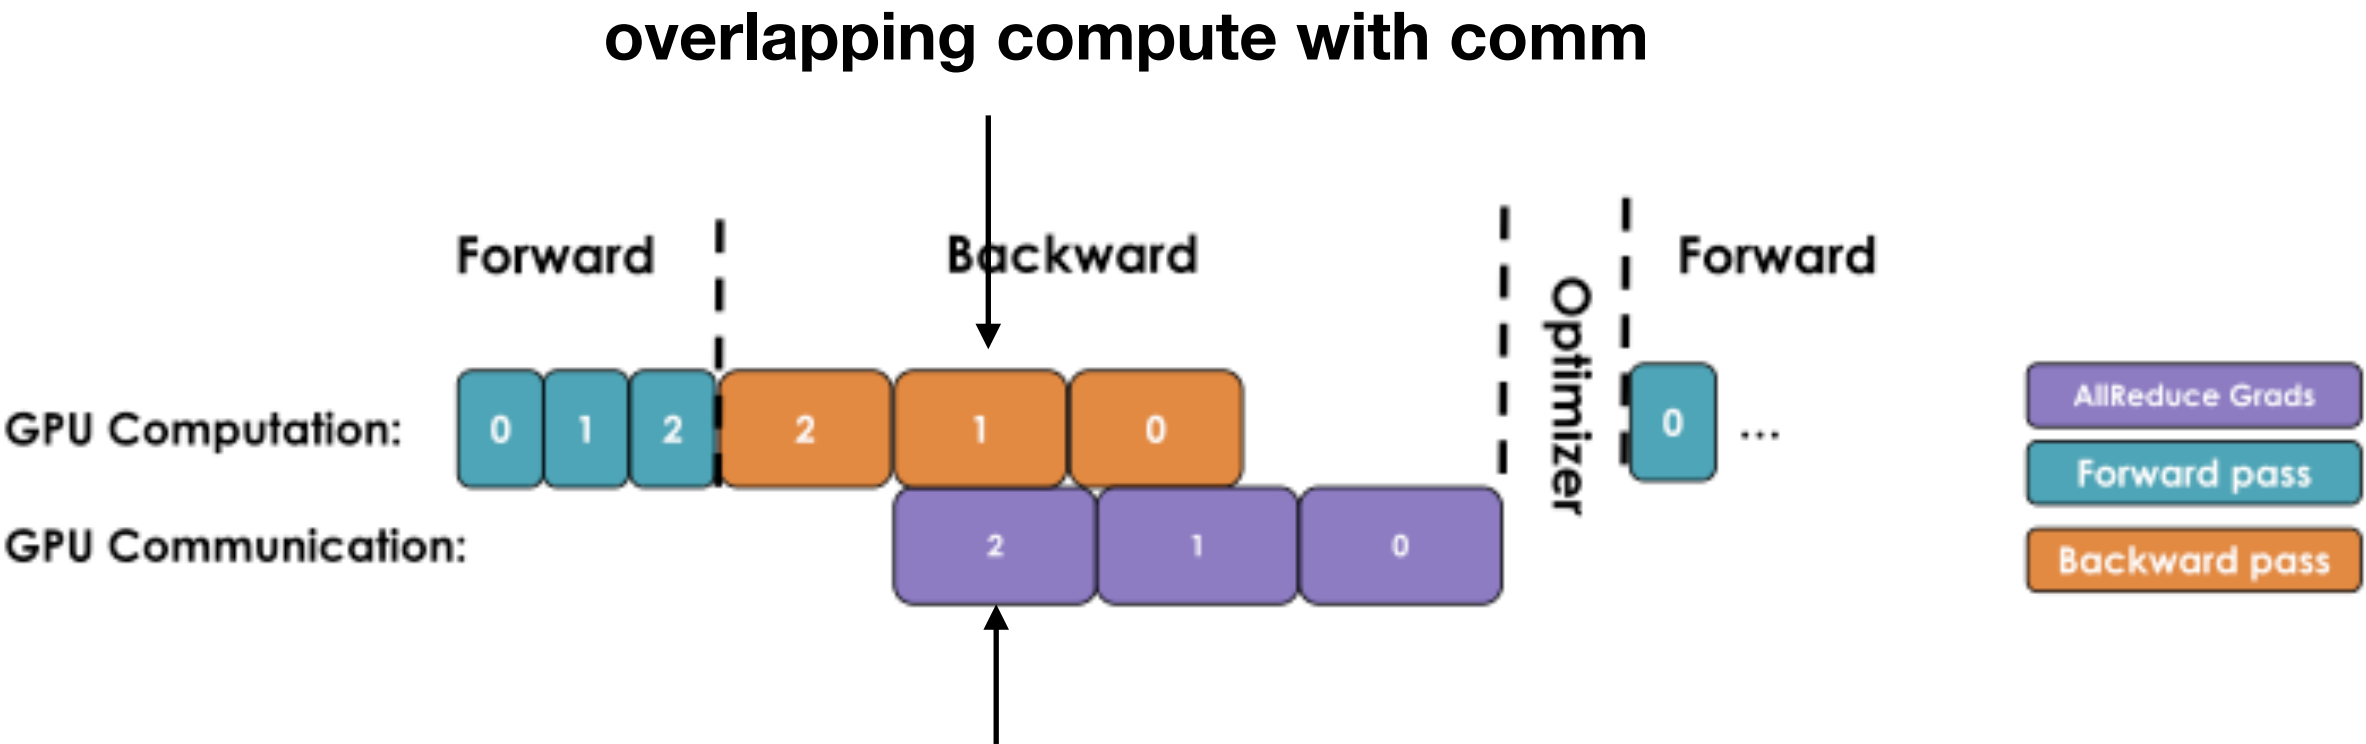 overlapping compute with comm
Forward
Backward
Optimizer
Forward
GPU Computation:
0 1 2 2 1 0
0 ...
GPU Communication:
2 1 0
AllReduce Grads
Forward pass
Backward pass